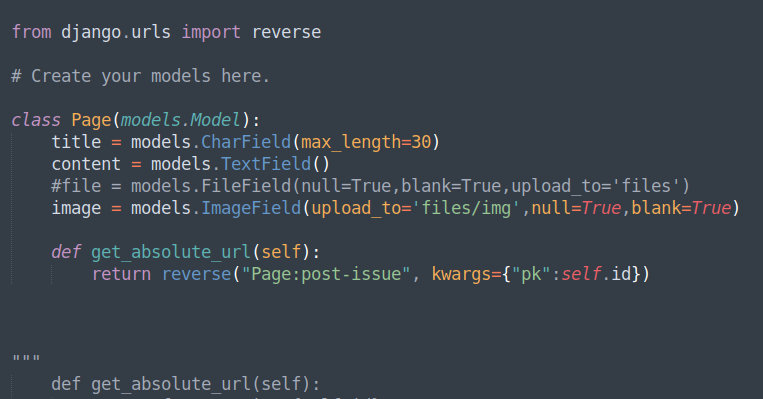 from django.urls import reverse
# Create your models here.
class Page(models.Model):
    title = models.CharField(max_length=30)
    content = models.TextField()
    #file = models.FileField(null=True,blank=True,upload_to='files')
    image = models.ImageField(upload_to='files/img',null=True,blank=True)
    def get_absolute_url(self):
        return reverse("Page:post-issue", kwargs={"pk":self.id})
"""
    def get_absolute_url(self):